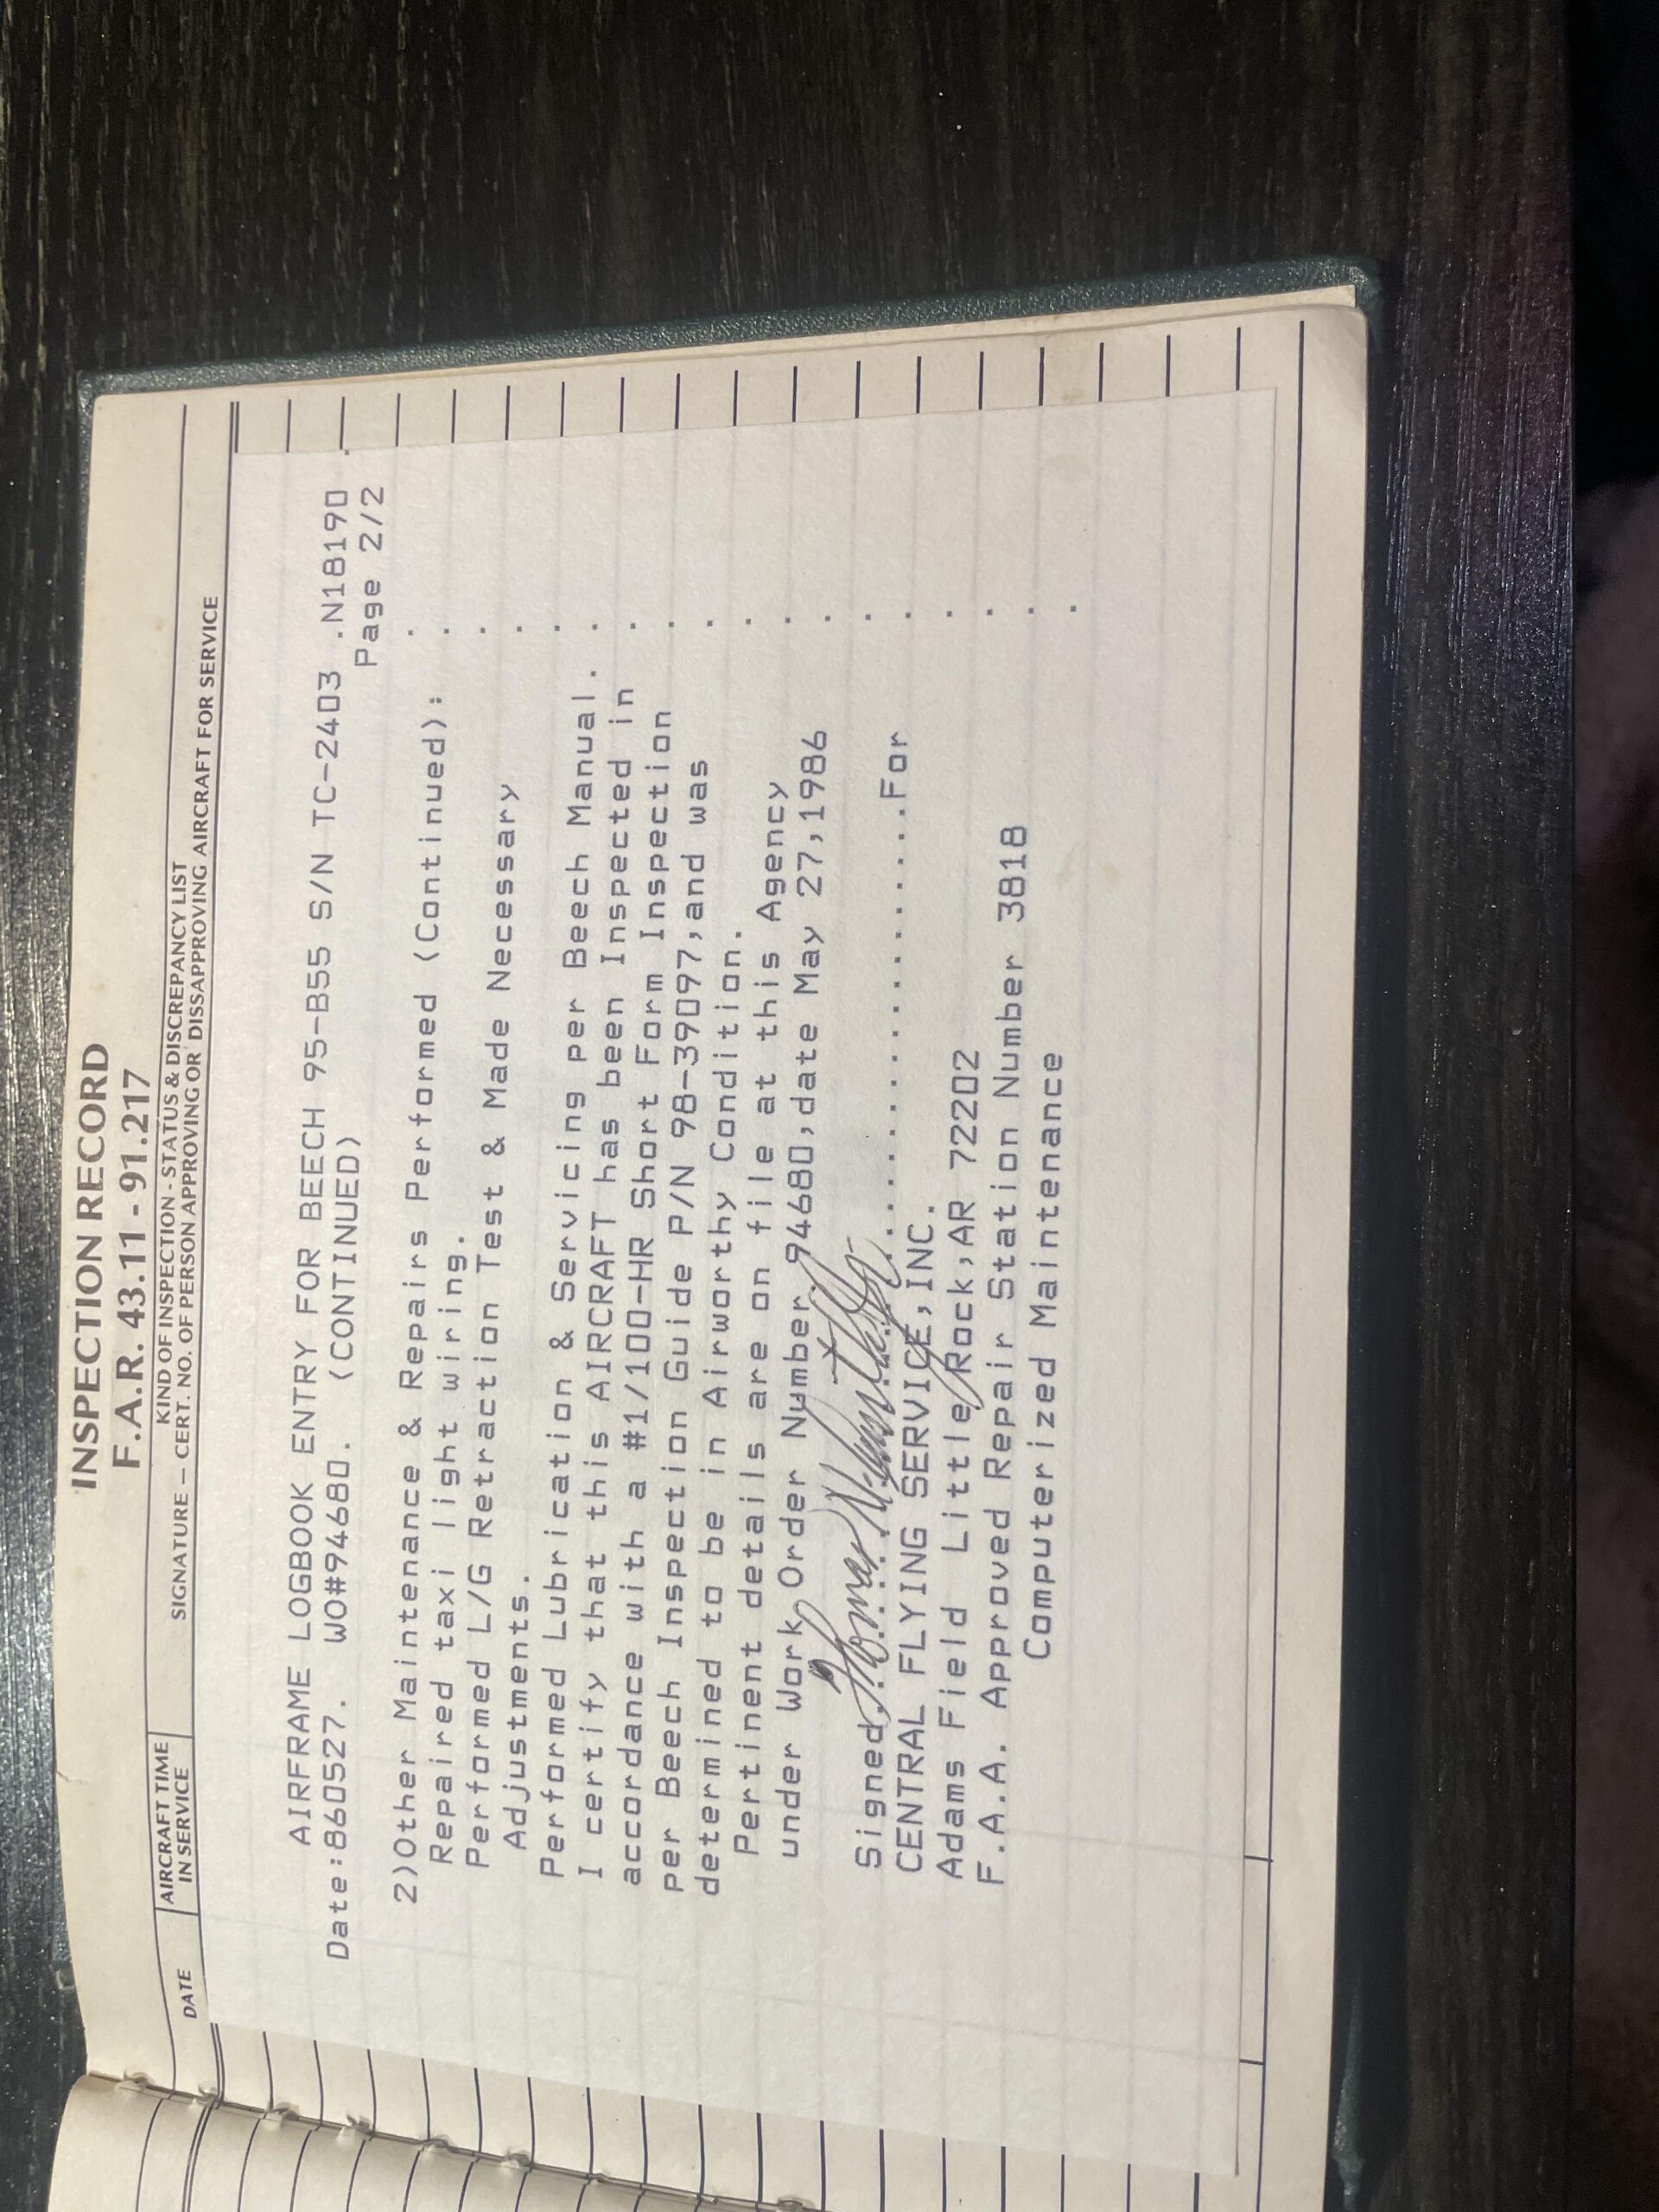 INSPECTION RECORD
F.A.R. 43.11 - 91.217
DATE
AIRCRAFT TIME
IN SERVICE
KIND OF INSPECTION - STATUS & DISCREPANCY LIST
SIGNATURE — CERT. NO. OF PERSON APPROVING OR DISSAPPROVING AIRCRAFT FOR SERVICE
AIRFRAME LOGBOOK ENTRY FOR BEECH 95-B55 S/N TC-2403 .N18190
Date:860527. WO#94680. (CONTINUED) Page 2/2
2)Other Maintenance & Repairs Performed (Continued):
Repaired taxi light wiring.
Performed L/G Retraction Test & Made Necessary
Adjustments.
Performed Lubrication & Servicing per Beech Manual.
I certify that this AIRCRAFT has been Inspected in
accordance with a #1/100-HR Short Form Inspection
per Beech Inspection Guide P/N 98-39097,and was
determined to be in Airworthy Condition.
Pertinent details are on file at this Agency
under Work Order Number 94680,date May 27,1986
Signed Thomas ..................For
CENTRAL FLYING SERVICE,INC.
Adams Field Little Rock,AR 72202
F.A.A. Approved Repair Station Number 3818
Computerized Maintenance